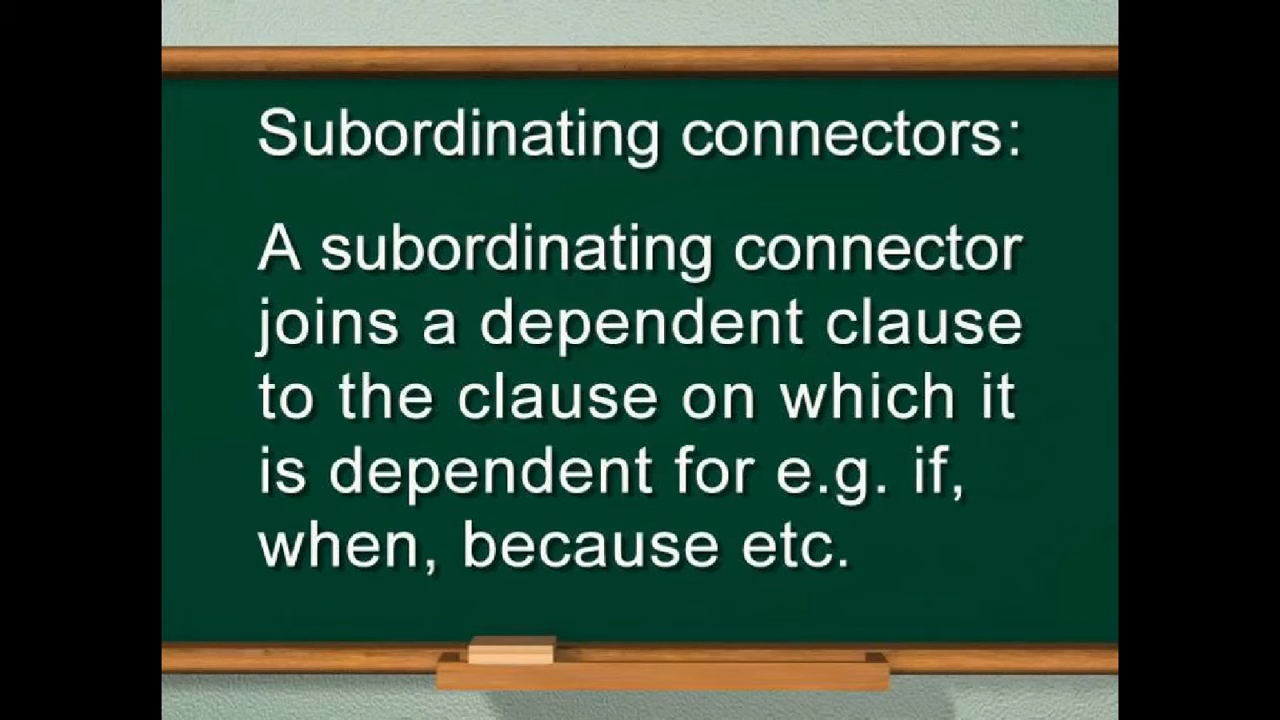 Subordinating connectors:
A subordinating connector
joins a dependent clause
to the clause on which it
is dependent for e.g. if,
when, because etc.